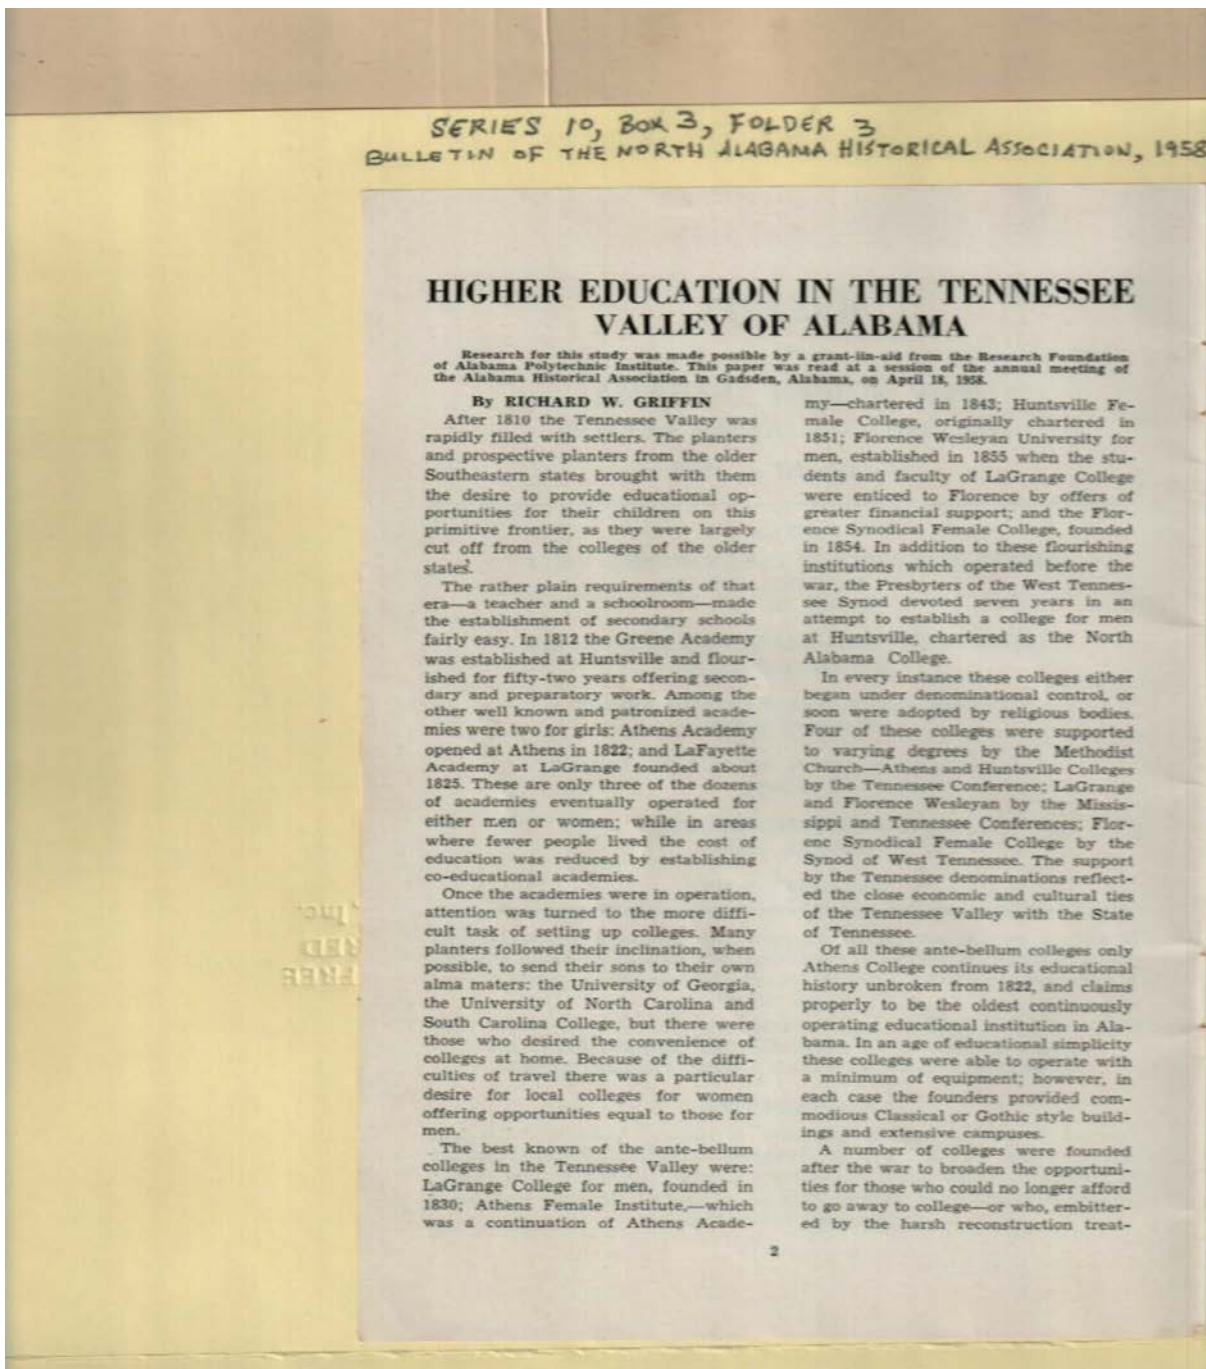 SERIES 10, BOX 3, FOLDER 3
BULLETIN OF THE NORTH ALABAMA HISTORICAL ASSOCIATION, 1958
HIGHER EDUCATION IN THE TENNESSEE
VALLEY OF ALABAMA
Research for this study was made possible by a grant-iin-aid from the Research Foundation
of Alabama Polytechnic Institute. This paper was read at a session of the annual meeting of
the Alabama Historical Association in Gadsden, Alabama, on April 18, 1958.
By RICHARD W. GRIFFIN
After 1810 the Tennessee Valley was
rapidly filled with settlers. The planters
and prospective planters from the older
Southeastern states brought with them
the desire to provide educational op-
portunities for their children on this
primitive frontier, as they were largely
cut off from the colleges of the older
states.
The rather plain requirements of that
era—a teacher and a schoolroom—made
the establishment of secondary schools
fairly easy. In 1812 the Greene Academy
was established at Huntsville and flour-
ished for fifty-two years offering secon-
dary and preparatory work. Among the
other well known and patronized acade-
mies were two for girls: Athens Academy
opened at Athens in 1822; and LaFayette
Academy at LaGrange founded about
1825. These are only three of the dozens
of academies eventually operated for
either men or women; while in areas
where fewer people lived the cost of
education was reduced by establishing
co-educational academies.
Once the academies were in operation,
attention was turned to the more diffi-
cult task of setting up colleges. Many
planters followed their inclination, when
possible, to send their sons to their own
alma maters: the University of Georgia,
the University of North Carolina and
South Carolina College, but there were
those who desired the convenience of
colleges at home. Because of the diffi-
culties of travel there was a particular
desire for local colleges for women
offering opportunities equal to those for
men.
The best known of the ante-bellum
colleges in the Tennessee Valley were:
LaGrange College for men, founded in
1830; Athens Female Institute,—which
was a continuation of Athens Acade-
my—chartered in 1843; Huntsville Fe-
male College, originally chartered in
1851; Florence Wesleyan University for
men, established in 1855 when the stu-
dents and faculty of LaGrange College
were enticed to Florence by offers of
greater financial support; and the Flor-
ence Synodical Female College, founded
in 1854. In addition to these flourishing
institutions which operated before the
war, the Presbyters of the West Tennes-
see Synod devoted seven years in an
attempt to establish a college for men
at Huntsville, chartered as the North
Alabama College.
In every instance these colleges either
began under denominational control, or
soon were adopted by religious bodies.
Four of these colleges were supported
to varying degrees by the Methodist
Church—Athens and Huntsville Colleges
by the Tennessee Conference; LaGrange
and Florence Wesleyan by the Missis-
sippi and Tennessee Conferences; Flor-
enc Synodical Female College by the
Synod of West Tennessee. The support
by the Tennessee denominations reflect-
ed the close economic and cultural ties
of the Tennessee Valley with the State
of Tennessee.
Of all these ante-bellum colleges only
Athens College continues its educational
history unbroken from 1822, and claims
properly to be the oldest continuously
operating educational institution in Ala-
bama. In an age of educational simplicity
these colleges were able to operate with
a minimum of equipment; however, in
each case the founders provided com-
modious Classical or Gothic style build-
ings and extensive campuses.
A number of colleges were founded
after the war to broaden the opportuni-
ties for those who could no longer afford
to go away to college—or who, embitter-
ed by the harsh reconstruction treat-
2